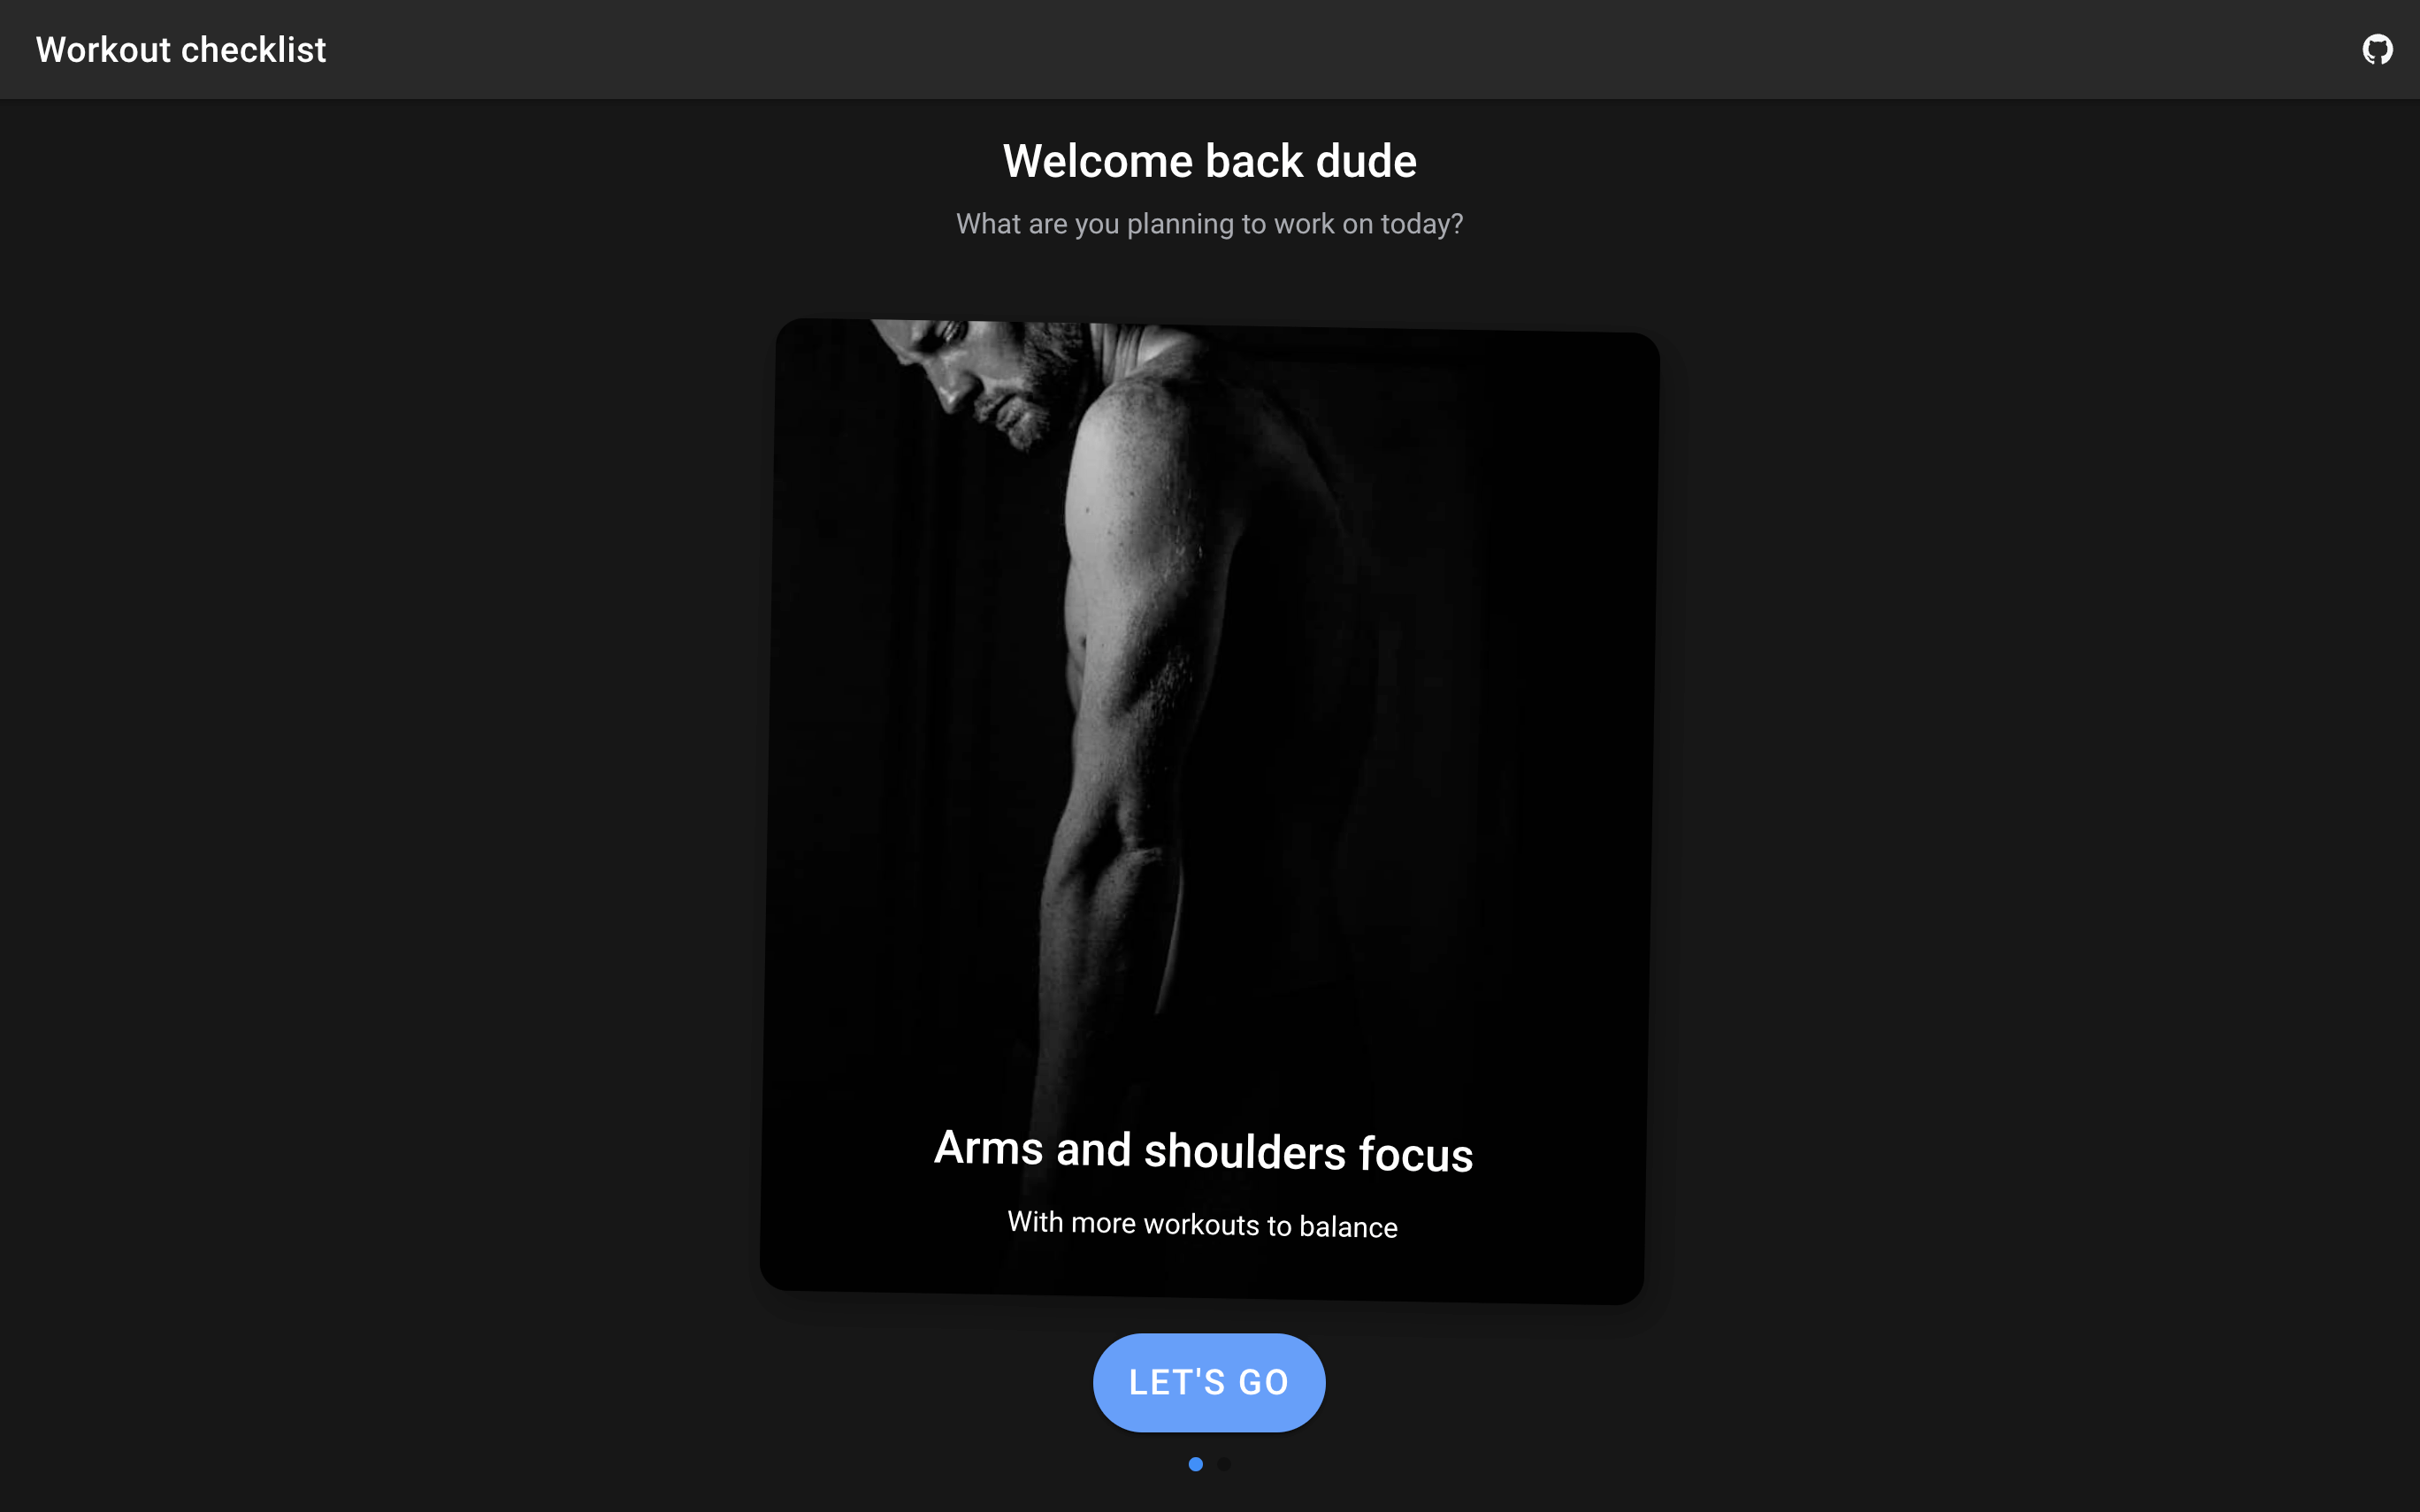 Workout checklist
Welcome back dude
What are you planning to work on today?
Arms and shoulders focus
With more workouts to balance
LET'S GO